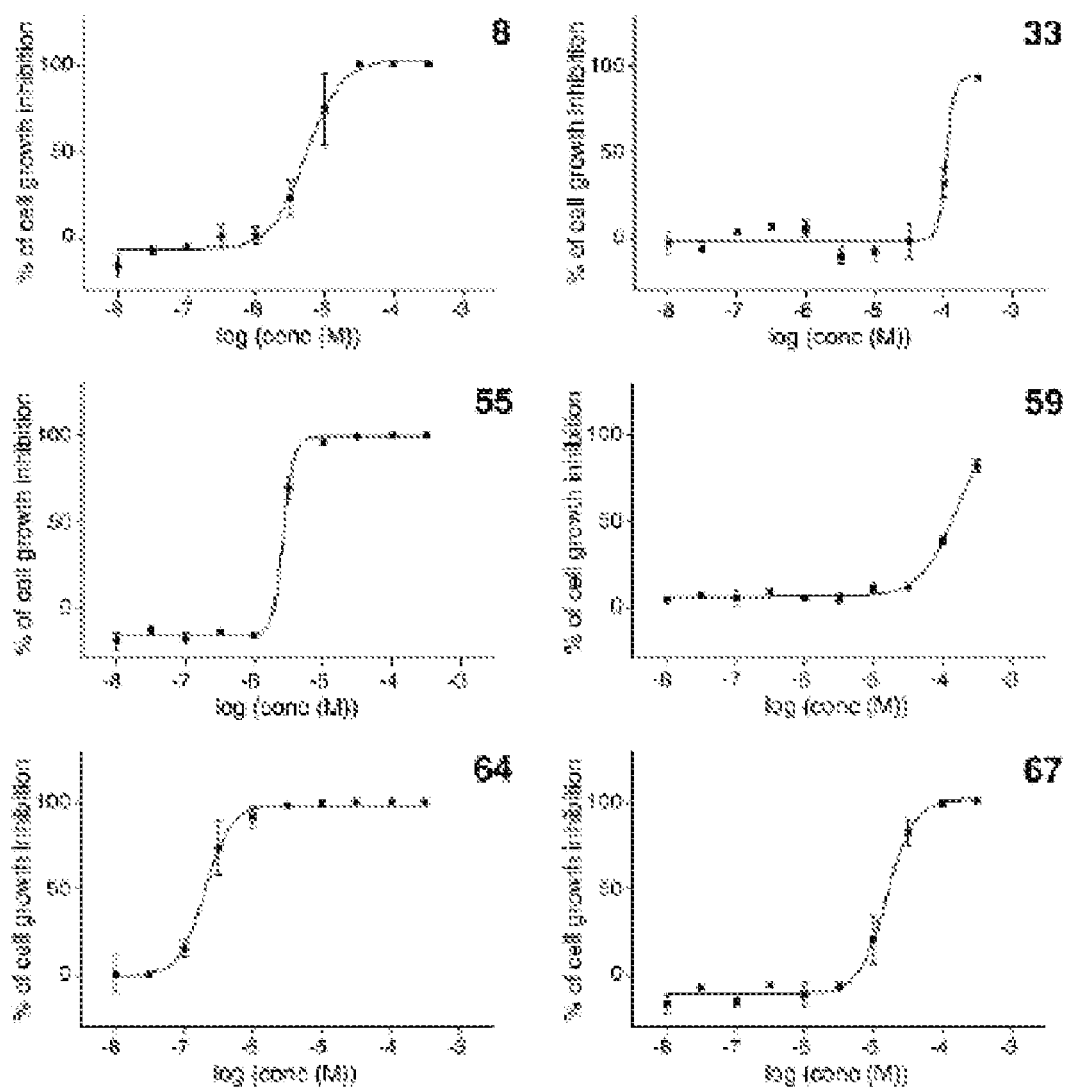 8
% of cell growth inhibition
100
50
0
-8 -7 -6 -5 -4 -3
log (conc (M))
33
% of cell growth inhibition
100
50
0
-8 -7 -6 -5 -4 -3
log (conc (M))
55
% of cell growth inhibition
100
50
0
-8 -7 -6 -5 -4 -3
log (conc (M))
59
% of cell growth inhibition
100
50
0
-8 -7 -6 -5 -4 -3
log (conc (M))
64
% of cell growth inhibition
100
50
0
-8 -7 -6 -5 -4 -3
log (conc (M))
67
% of cell growth inhibition
100
50
0
-8 -7 -6 -5 -4 -3
log (conc (M))